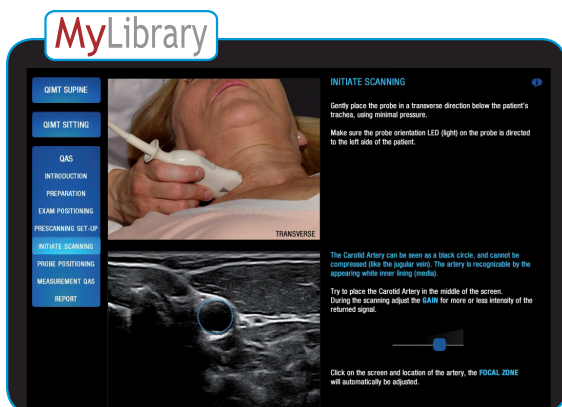 MyLibrary
QIMT SUPINE
QIMT SITTING
QAS
INTRODUCTION
PREPARATION
EXAM POSITIONING
PRESCANNING SET-UP
INITIATE SCANNING
PROBE POSITIONING
MEASUREMENT QAS
REPORT
TRANSVERSE
INITIATE SCANNING
Gently place the probe in a transverse direction below the patient's
trachea, using minimal pressure.
Make sure the probe orientation LED (light) on the probe is directed
to the left side of the patient.
The Carotid Artery can be seen as a black circle, and cannot be
compressed (like the jugular vein). The artery is recognizable by the
appearing white inner lining (media).
Try to place the Carotid Artery in the middle of the screen.
During the scanning adjust the GAIN for more or less intensity of the
returned signal.
Click on the screen and location of the artery, the FOCAL ZONE
will automatically be adjusted.